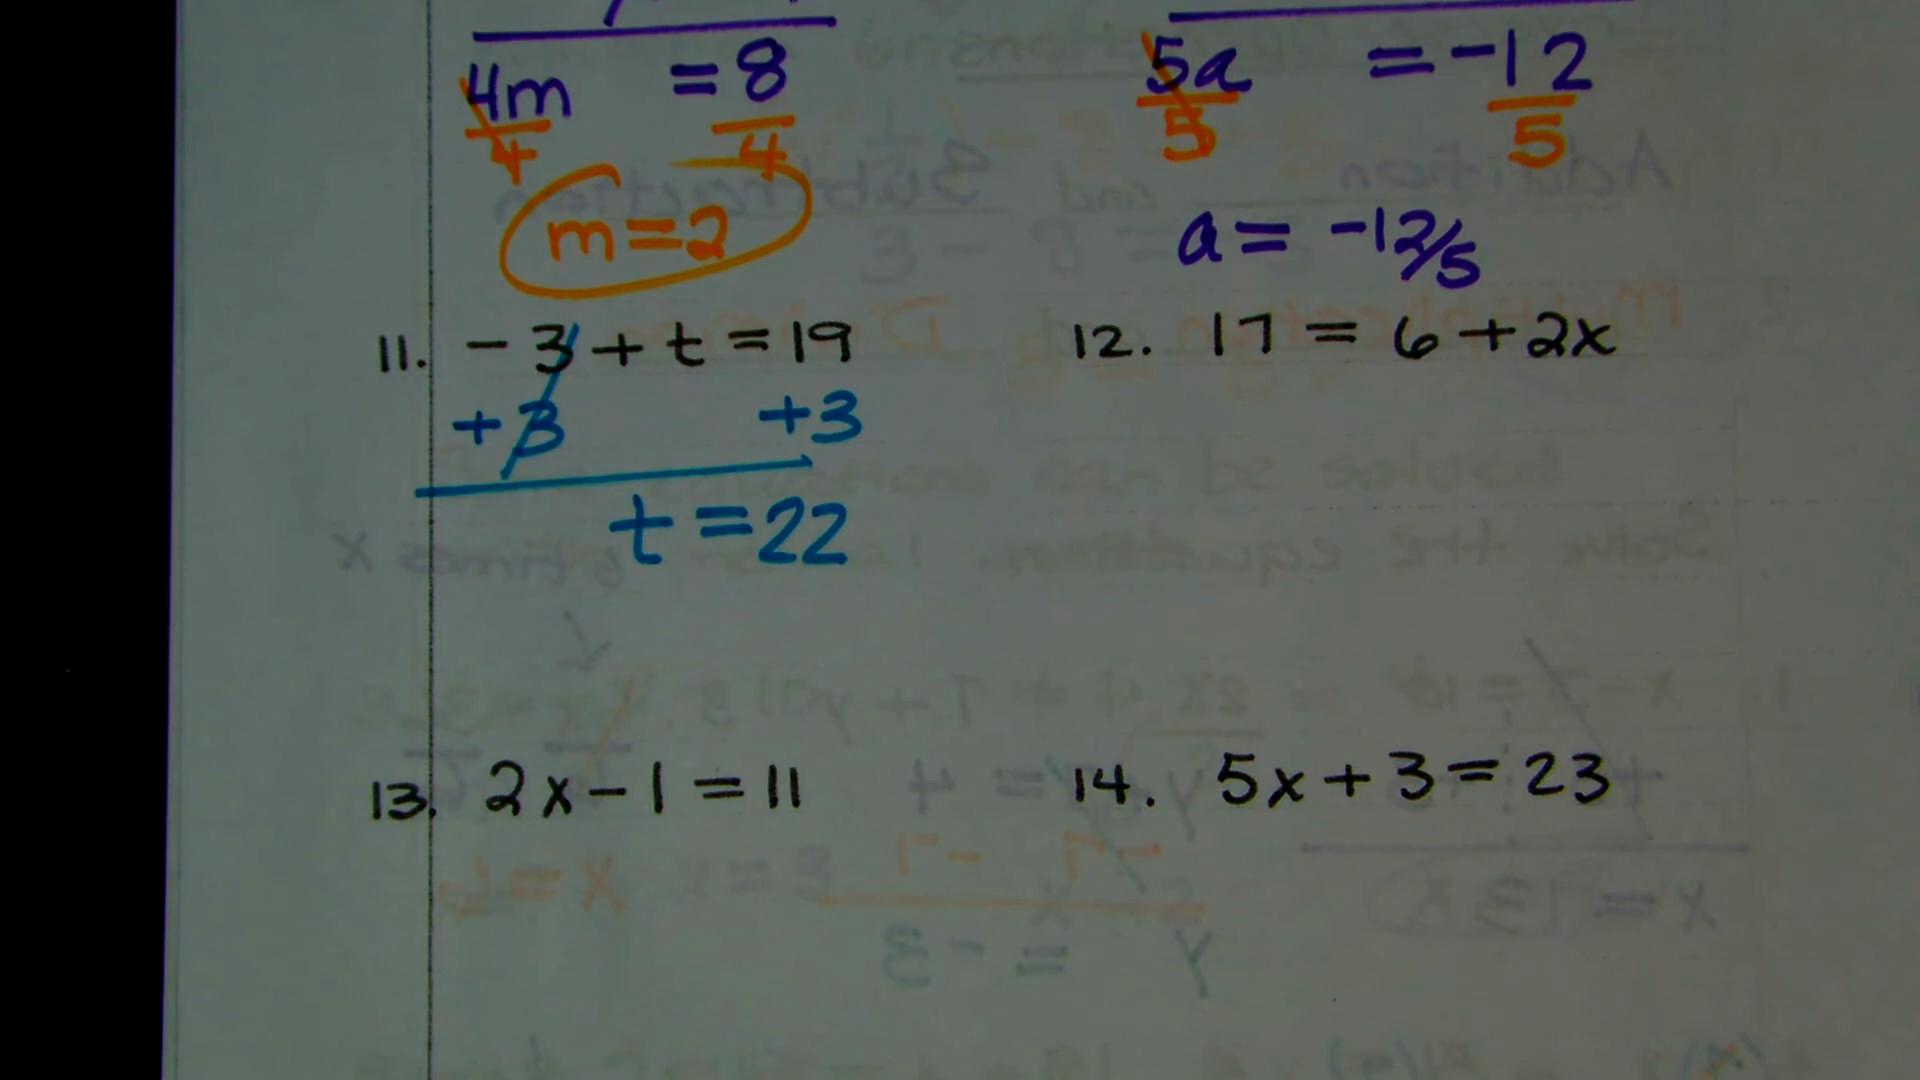 4m = 8
4 4
m=2
5a = -12
5 5
a = -12/5
11. -3 + t = 19
+3 +3
t = 22
12. 17 = 6 + 2x
13. 2x - 1 = 11
14. 5x + 3 = 23